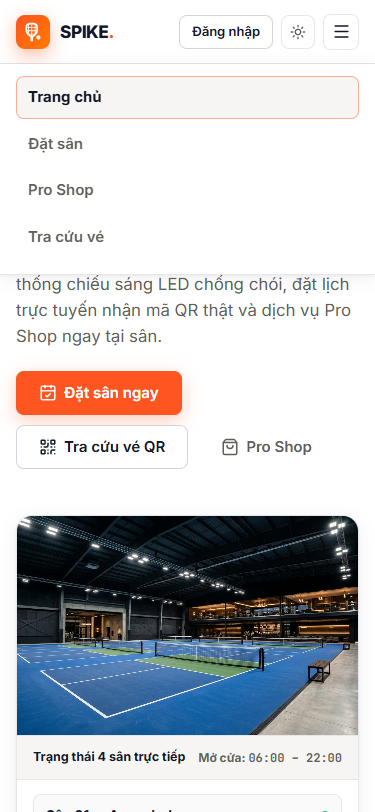 SPIKE.
Đăng nhập
Trang chủ
Đặt sân
Pro Shop
Tra cứu vé
thống chiếu sáng LED chống chói, đặt lịch
trực tuyến nhận mã QR thật và dịch vụ Pro
Shop ngay tại sân.
Đặt sân ngay
Tra cứu vé QR
Pro Shop
Trạng thái 4 sân trực tiếp
Mở cửa: 06:00 – 22:00